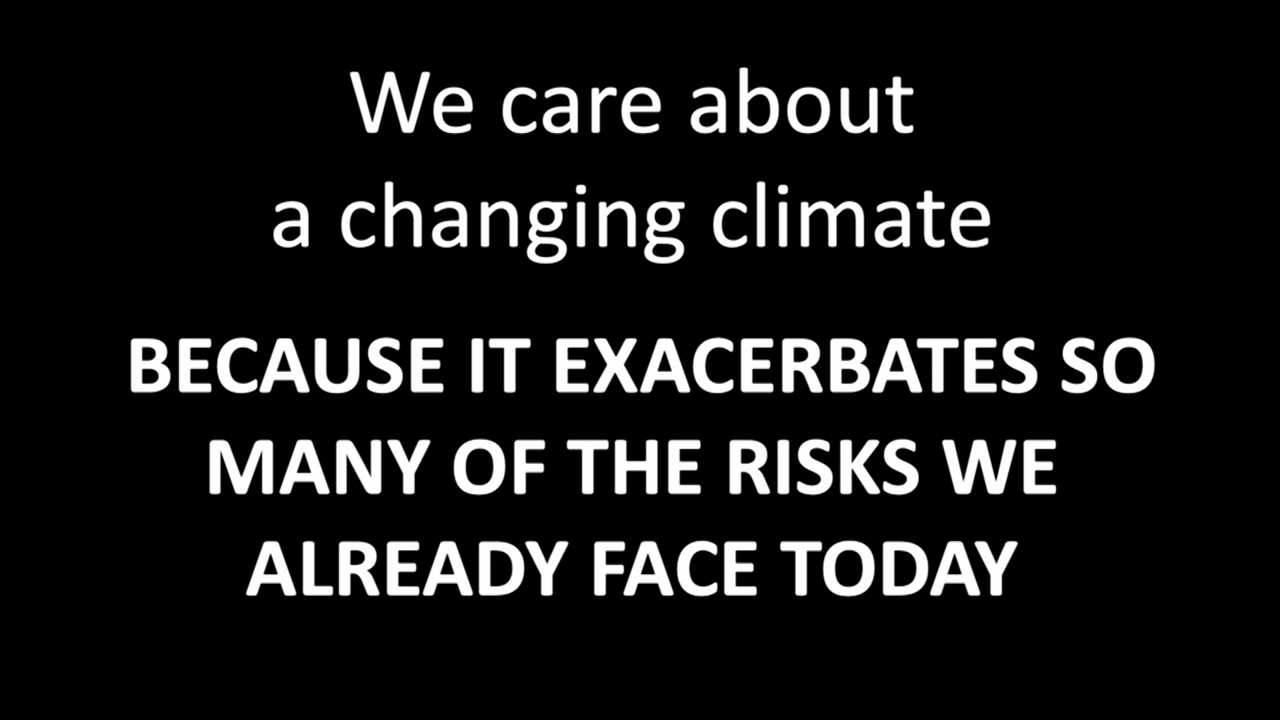 We care about
a changing climate
BECAUSE IT EXACERBATES SO
MANY OF THE RISKS WE
ALREADY FACE TODAY